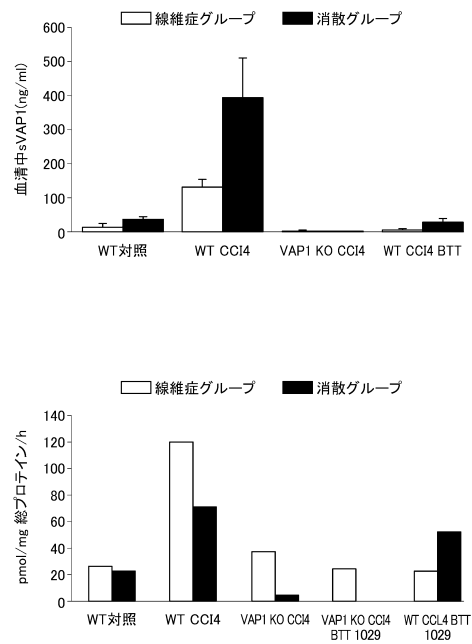 線維症グループ 消散グループ
血清中sVAP1(ng/ml)
600
500
400
300
200
100
0
WT対照 WT CCl4 VAP1 KO CCl4 WT CCl4 BTT
線維症グループ 消散グループ
pmol/mg 総プロテイン/h
140
120
100
80
60
40
20
0
WT対照 WT CCl4 VAP1 KO CCl4 VAP1 KO CCl4 WT CCL4 BTT
BTT 1029 1029